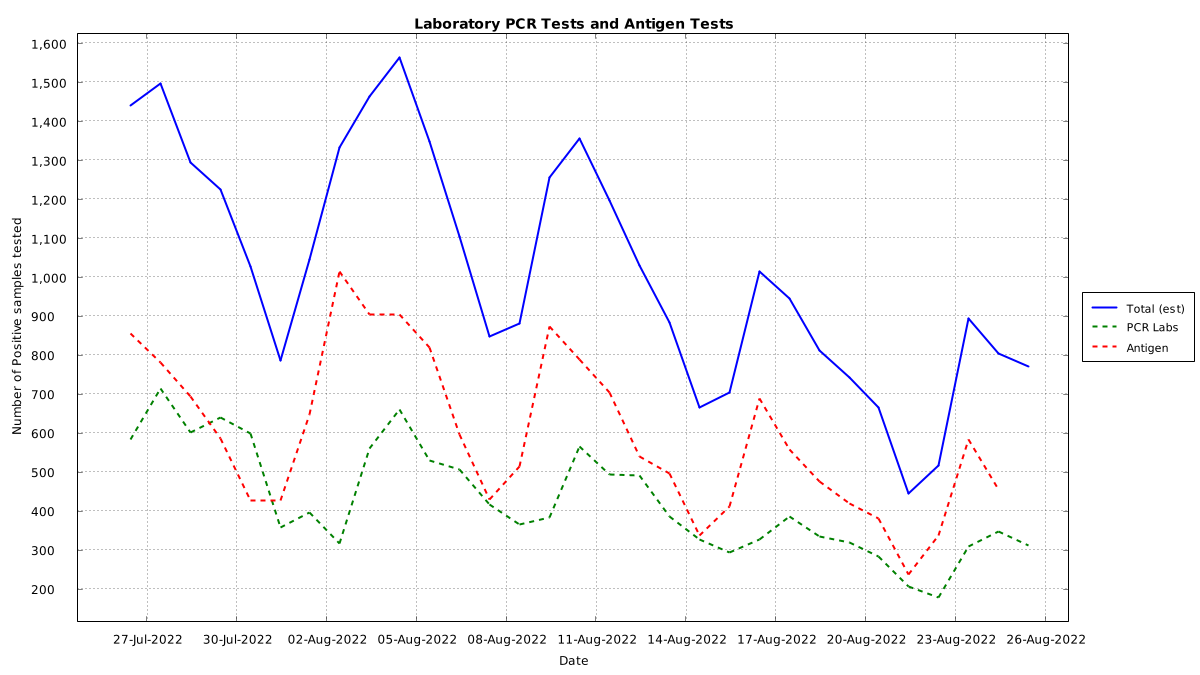 Laboratory PCR Tests and Antigen Tests
1,600
1,500
1,400
1,300
1,200
1,100
1,000
900
800
700
600
500
400
300
200
Number of Positive samples tested
27-Jul-2022 30-Jul-2022 02-Aug-2022 05-Aug-2022 08-Aug-2022 11-Aug-2022 14-Aug-2022 17-Aug-2022 20-Aug-2022 23-Aug-2022 26-Aug-2022
Date
Total (est)
PCR Labs
Antigen